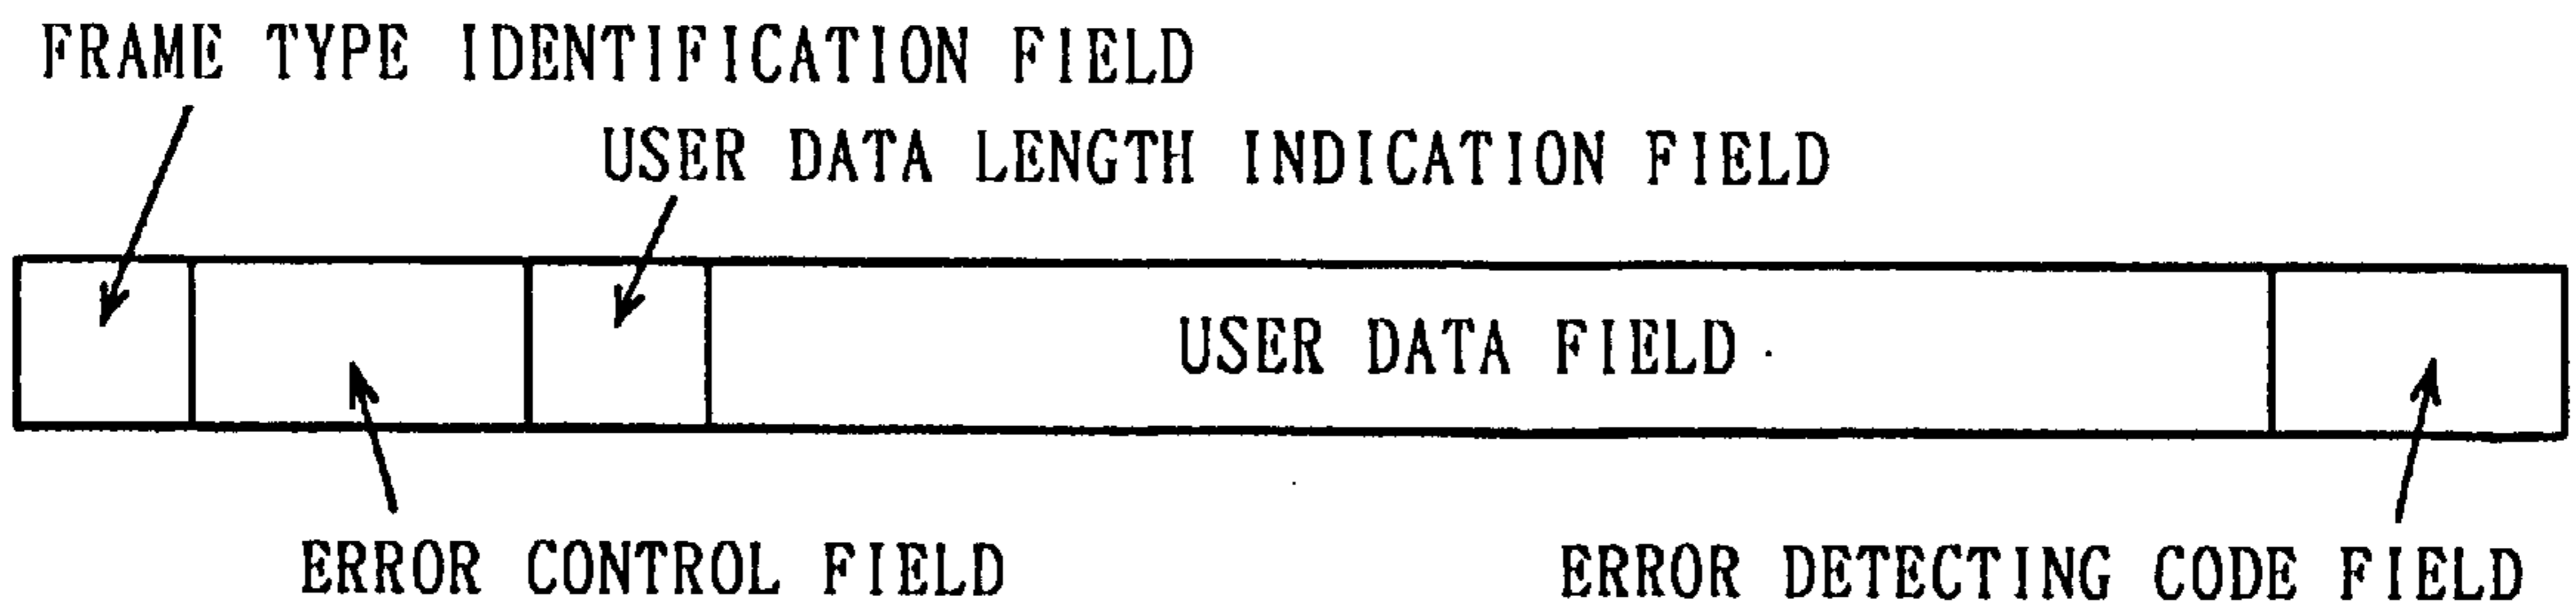 FRAME TYPE IDENTIFICATION FIELD
USER DATA LENGTH INDICATION FIELD
USER DATA FIELD
ERROR CONTROL FIELD
ERROR DETECTING CODE FIELD